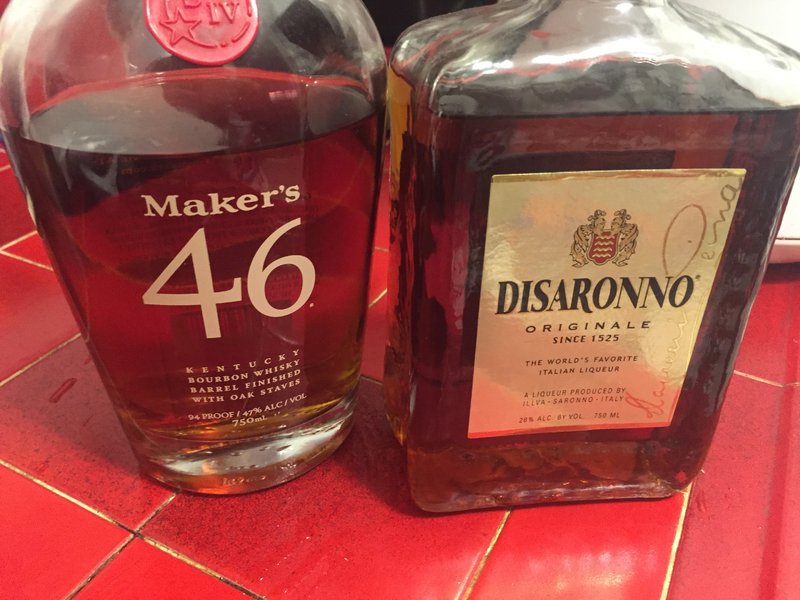 IV
Maker's
46
KENTUCKY
BOURBON WHISKY
BARREL FINISHED
WITH OAK STAVES
94 PROOF / 47% ALC / VOL
750mL
DISARONNO®
ORIGINALE
SINCE 1525
THE WORLD'S FAVORITE
ITALIAN LIQUEUR
A LIQUEUR PRODUCED BY
ILLVA · SARONNO · ITALY
28% ALC. BY VOL. 750 ML